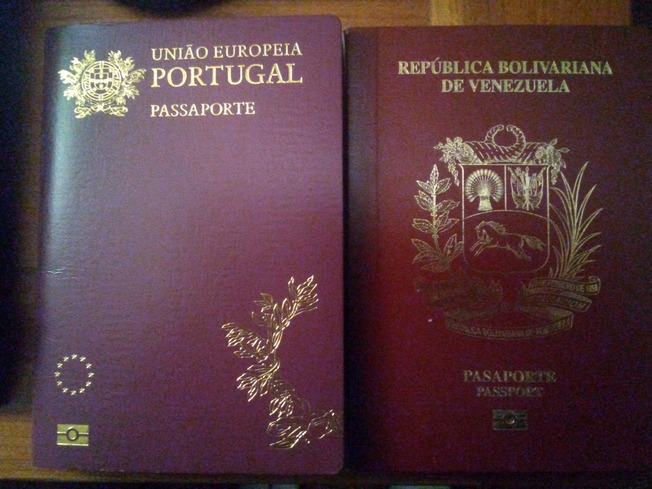 UNIÃO EUROPEIA
PORTUGAL
PASSAPORTE
REPÚBLICA BOLIVARIANA
DE VENEZUELA
PASAPORTE
PASSPORT